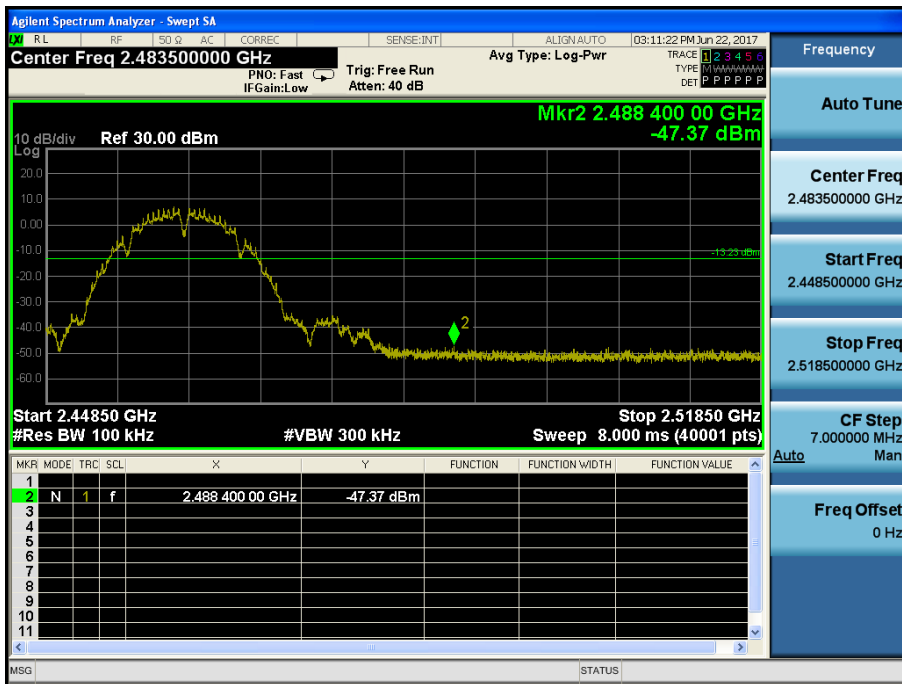 Agilent Spectrum Analyzer - Swept SA
LXI RL RF 50 Ω AC CORREC SENSE:INT ALIGNAUTO 03:11:22 PM Jun 22, 2017
Center Freq 2.483500000 GHz
PNO: Fast
IFGain:Low
Trig: Free Run
Atten: 40 dB
Avg Type: Log-Pwr
TRACE 1 2 3 4 5 6
TYPE MWWWWW
DET P P P P P P
Mkr2 2.488 400 00 GHz
-47.37 dBm
10 dB/div Ref 30.00 dBm
Log
20.0
10.0
0.00
-10.0
-13.23 dBm
-20.0
-30.0
-40.0
2
-50.0
-60.0
Start 2.44850 GHz Stop 2.51850 GHz
#Res BW 100 kHz #VBW 300 kHz Sweep 8.000 ms (40001 pts)
MKR MODE TRC SCL X Y FUNCTION FUNCTION WIDTH FUNCTION VALUE
1
2 N 1 f 2.488 400 00 GHz -47.37 dBm
3
4
5
6
7
8
9
10
11
MSG STATUS
Frequency
Auto Tune
Center Freq
2.483500000 GHz
Start Freq
2.448500000 GHz
Stop Freq
2.518500000 GHz
CF Step
7.000000 MHz
Auto Man
Freq Offset
0 Hz